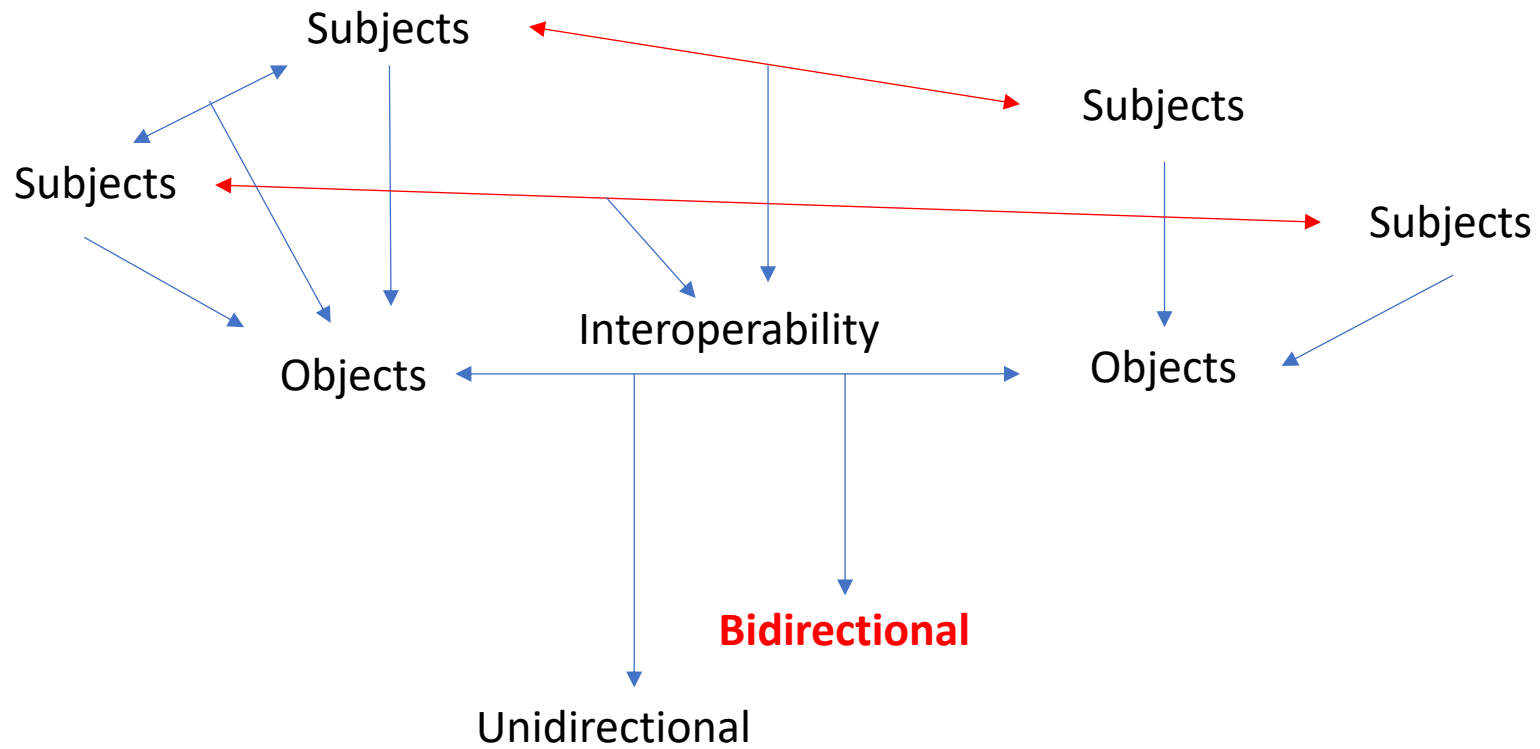 Subjects
Subjects
Subjects
Subjects
Interoperability
Objects
Objects
Bidirectional
Unidirectional